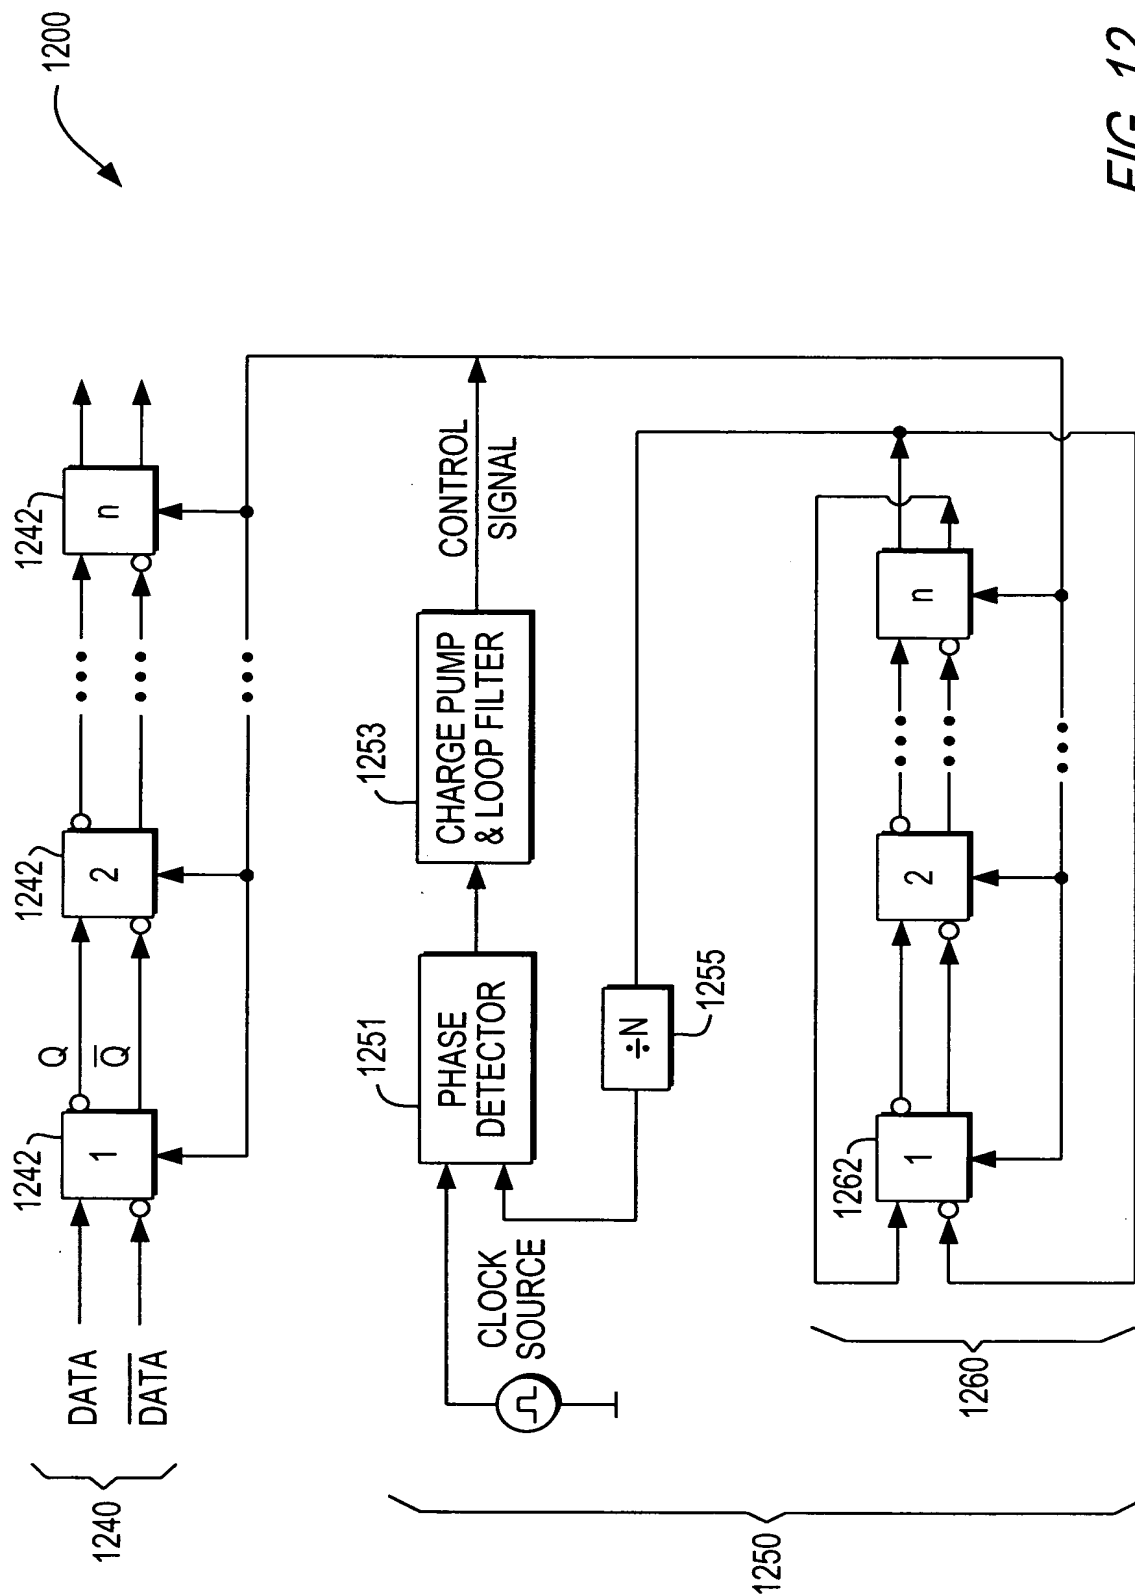 1200
1240
DATA
DATA
1242
1
Q
Q
1242
2
1242
n
1250
CLOCK
SOURCE
1251
PHASE
DETECTOR
1253
CHARGE PUMP
& LOOP FILTER
CONTROL
SIGNAL
÷N
1255
1260
1262
1
2
n
FIG. 12